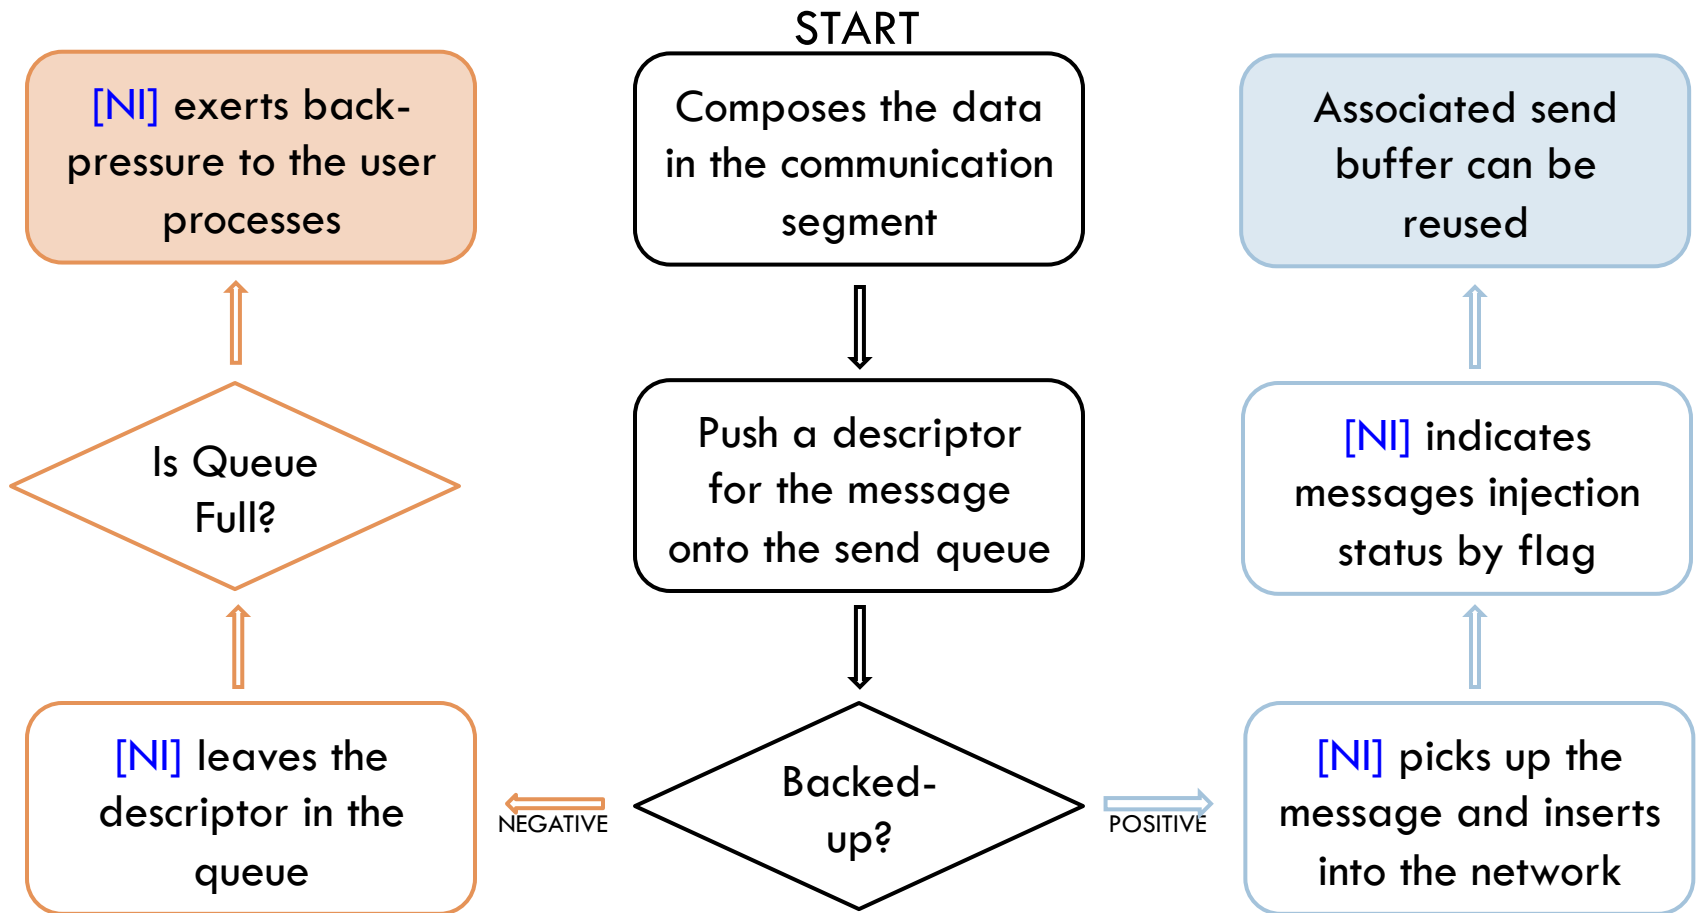 START
[NI] exerts back-
pressure to the user
processes
Composes the data
in the communication
segment
Associated send
buffer can be
reused
Is Queue
Full?
Push a descriptor
for the message
onto the send queue
[NI] indicates
messages injection
status by flag
[NI] leaves the
descriptor in the
queue
NEGATIVE
Backed-
up?
POSITIVE
[NI] picks up the
message and inserts
into the network